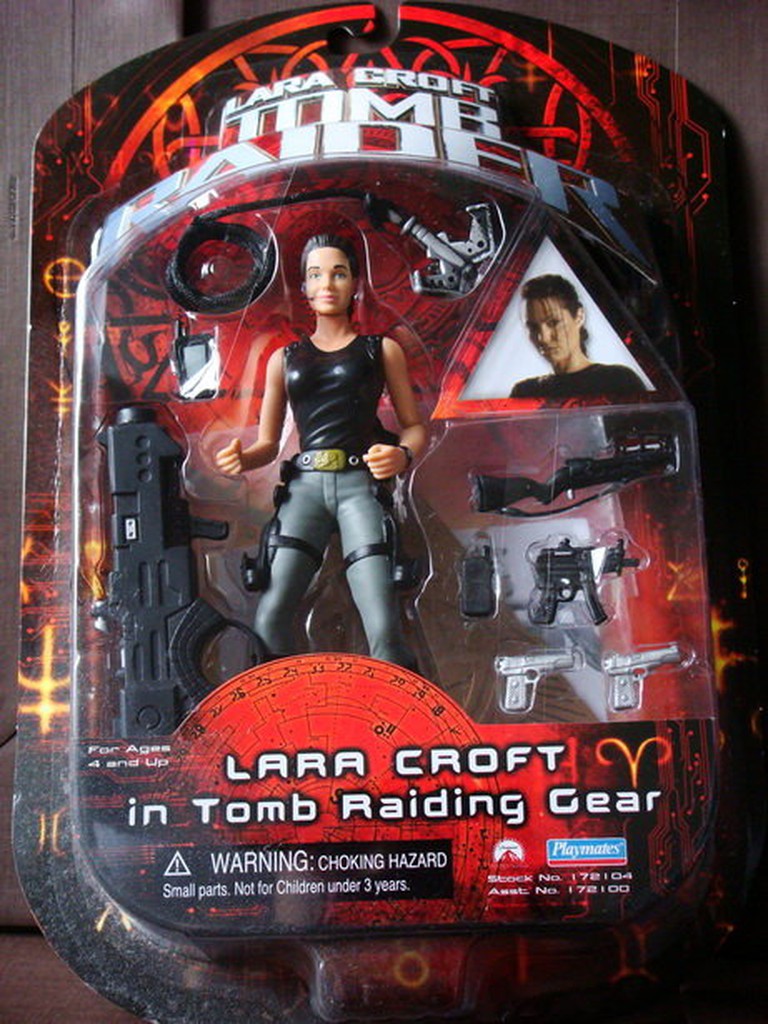 LARA CROFT
TOMB
RAIDER
For Ages
4 and Up
LARA CROFT
in Tomb Raiding Gear
WARNING: CHOKING HAZARD
Small parts. Not for Children under 3 years.
Playmates
Stock No. 172104
Asst. No. 172100